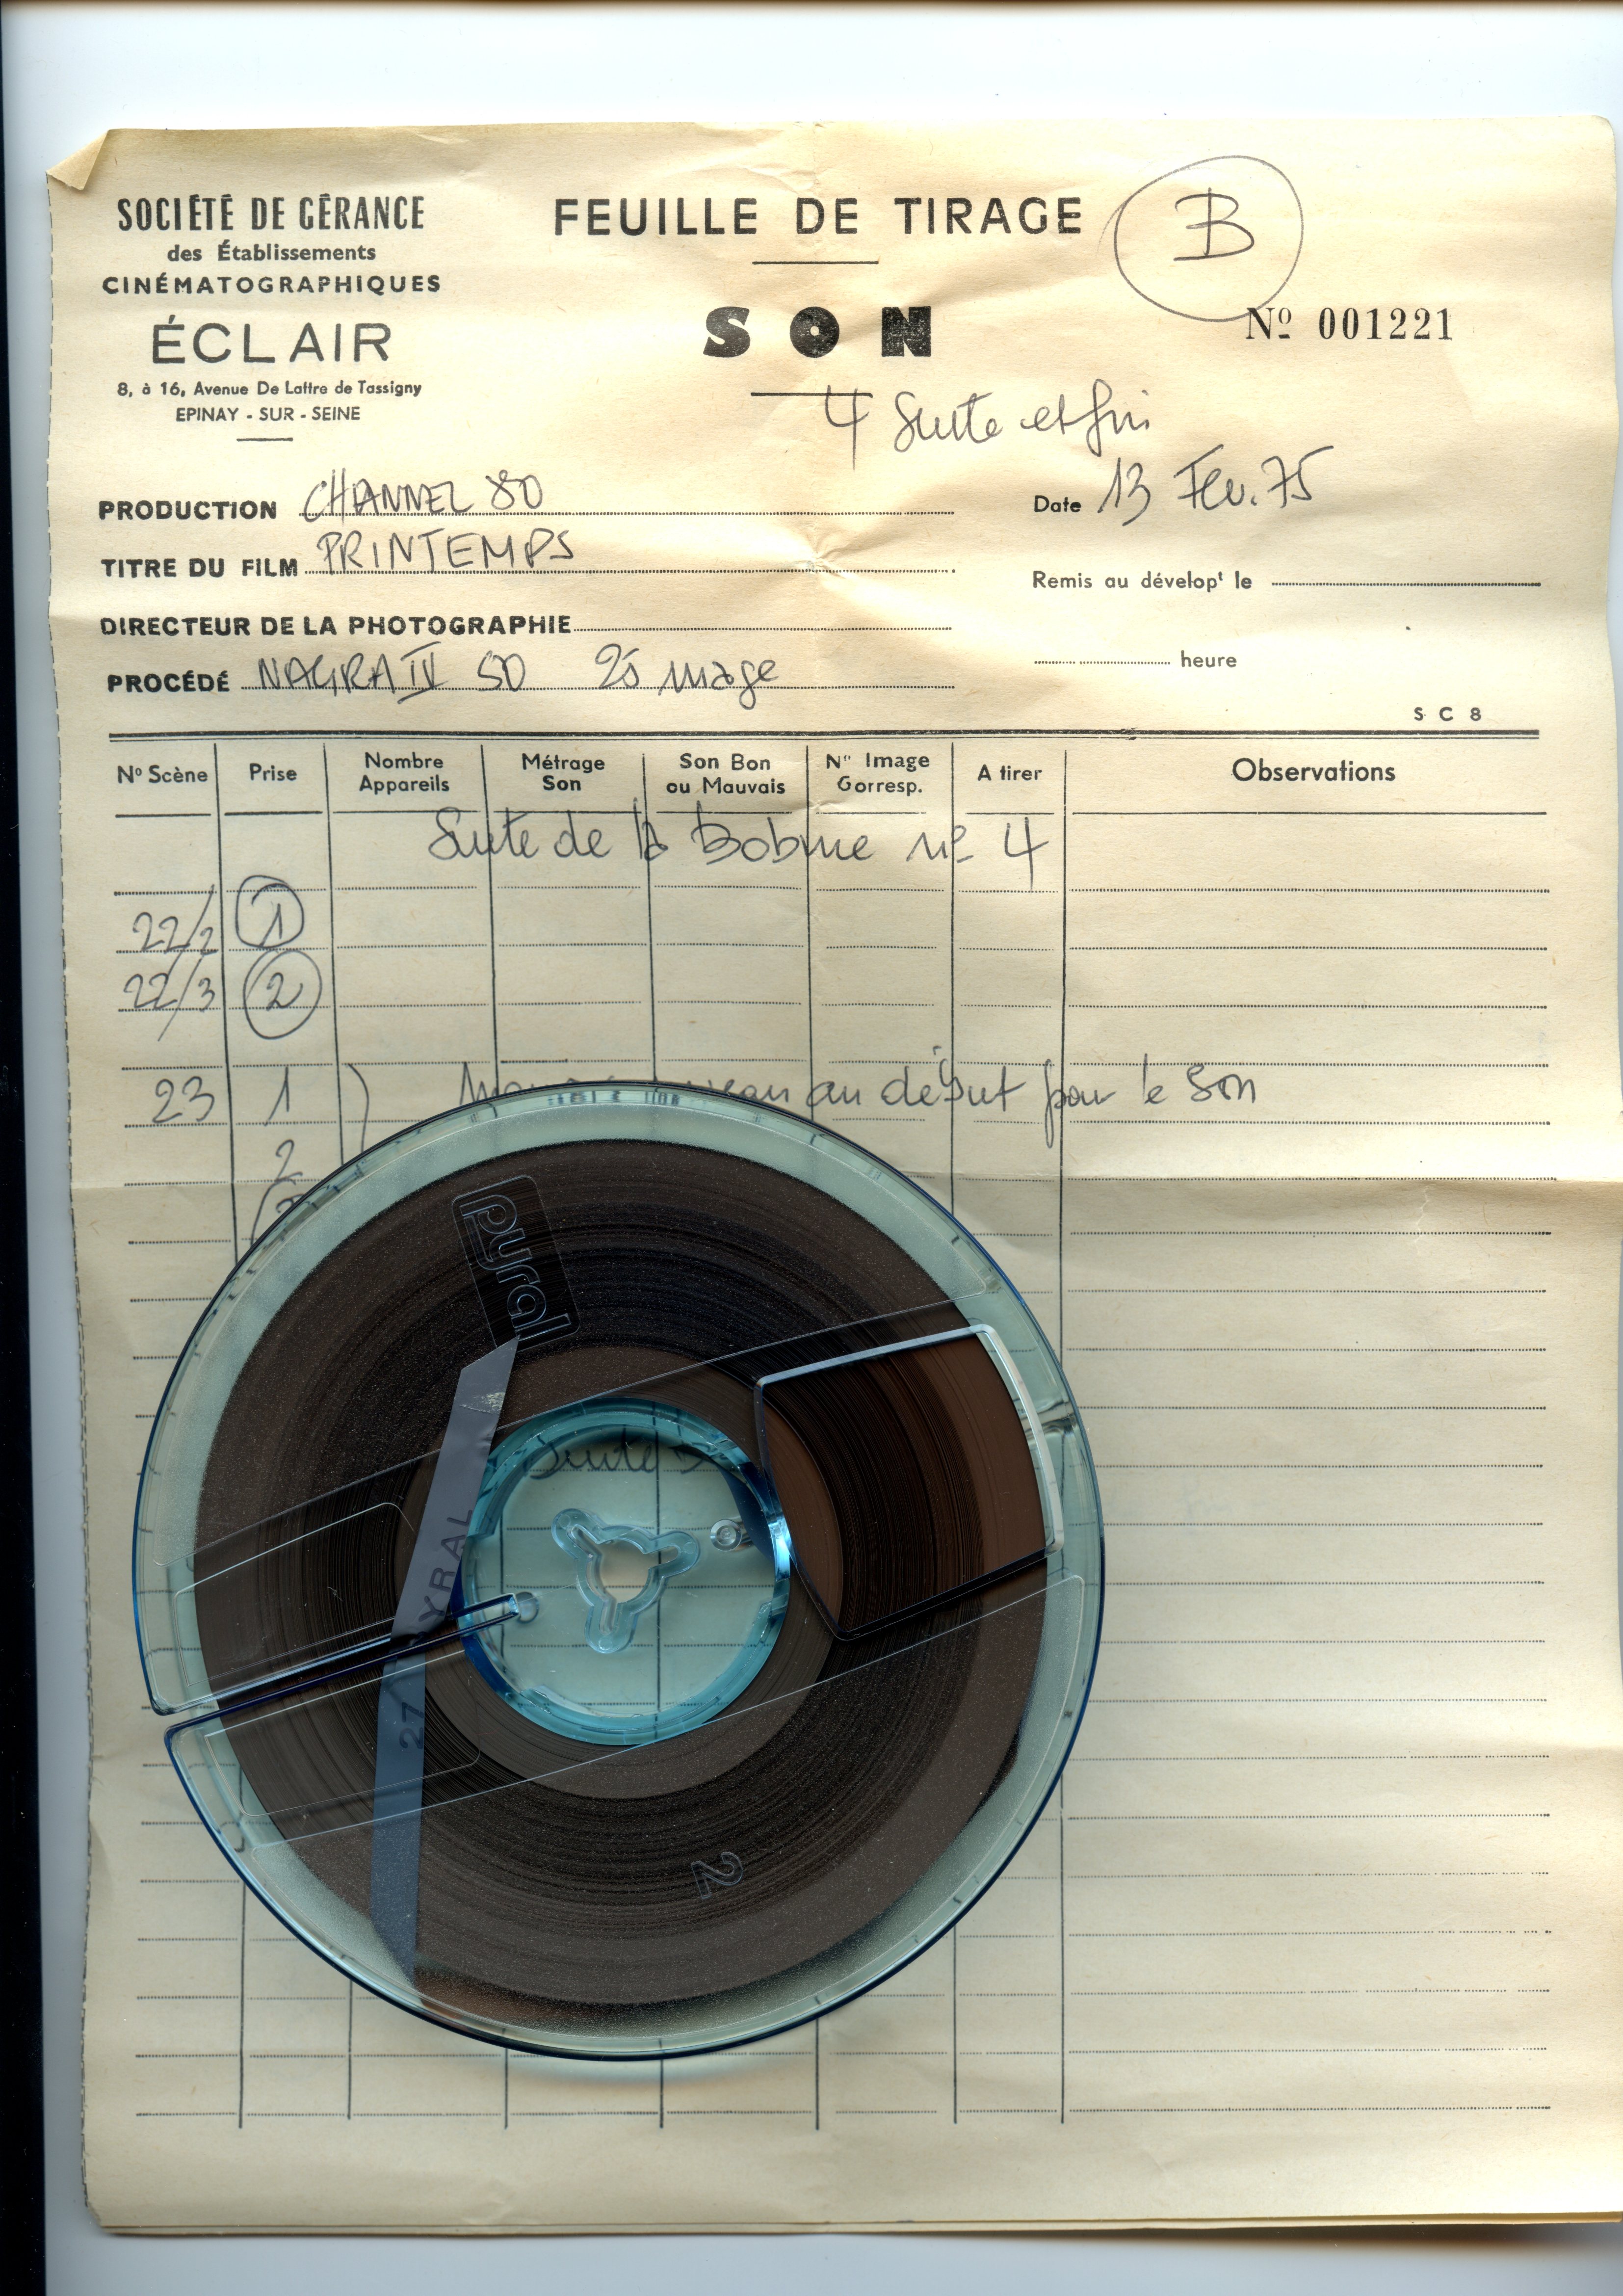 SOCIÉTÉ DE GÉRANCE
des Établissements
CINÉMATOGRAPHIQUES
ÉCLAIR
8, à 16, Avenue De Lattre de Tassigny
EPINAY - SUR - SEINE
FEUILLE DE TIRAGE
B
SON
Nº 001221
4 Suite et fin
PRODUCTION CHANNEL 80
Date 13 Fev. 75
TITRE DU FILM PRINTEMPS
Remis au dévelopt le
DIRECTEUR DE LA PHOTOGRAPHIE
heure
PROCÉDÉ NAGRA IV 50 25 image
S C 8
Nº Scène Prise Nombre Appareils Métrage Son Son Bon ou Mauvais Nº Image Corresp. A tirer Observations
Suite de la bobine nº 4
22/2 1
22/3 2
23 1 au début pour le Son
2
pyral
Suite
PYRAL
27
2